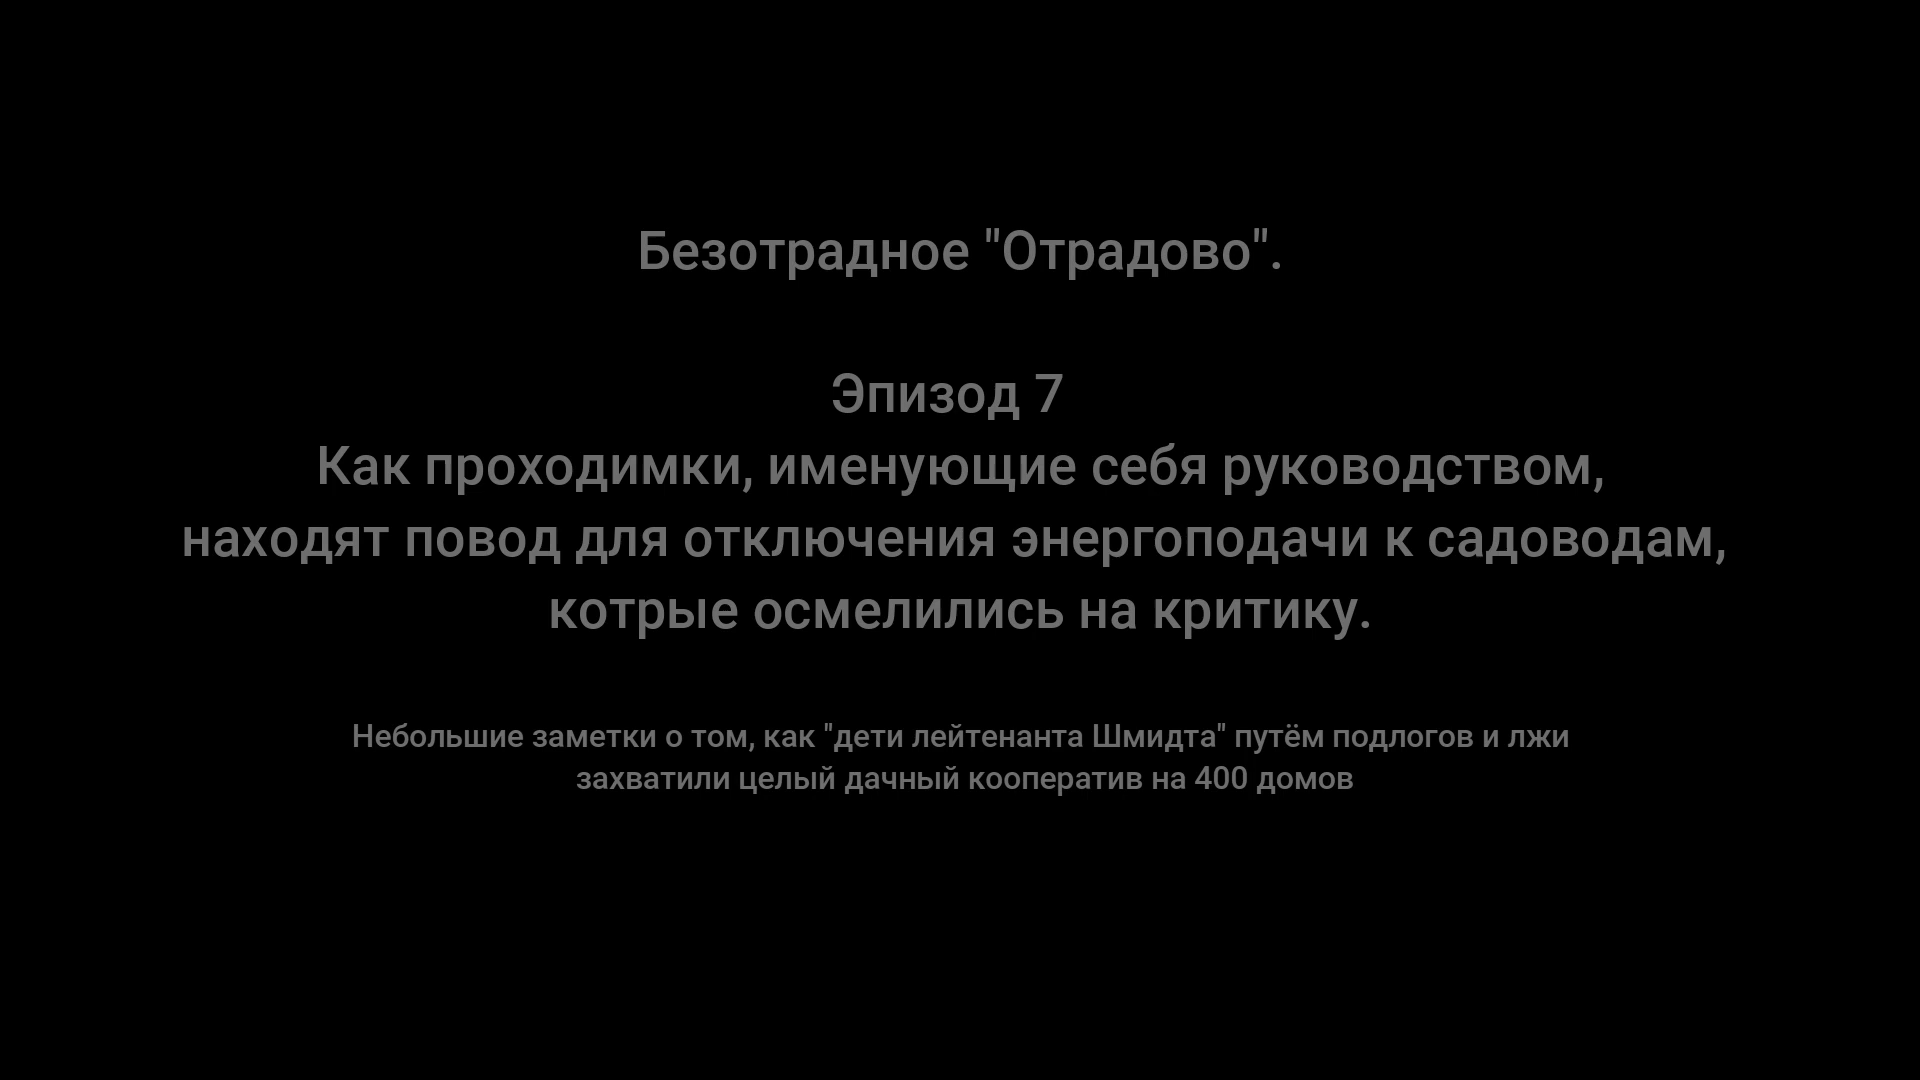 Безотрадное "Отрадово".
Эпизод 7
Как проходимки, именующие себя руководством,
находят повод для отключения энергоподачи к садоводам,
котрые осмелились на критику.
Небольшие заметки о том, как "дети лейтенанта Шмидта" путём подлогов и лжи
захватили целый дачный кооператив на 400 домов